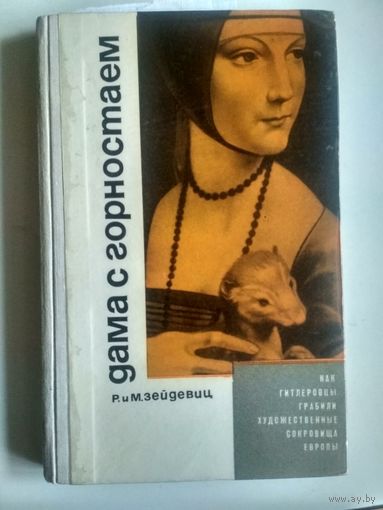 дама с горностаем
Р. и М. Зейдевиц
КАК
ГИТЛЕРОВЦЫ
ГРАБИЛИ
ХУДОЖЕСТВЕННЫЕ
СОКРОВИЩА
ЕВРОПЫ
www.ay.by